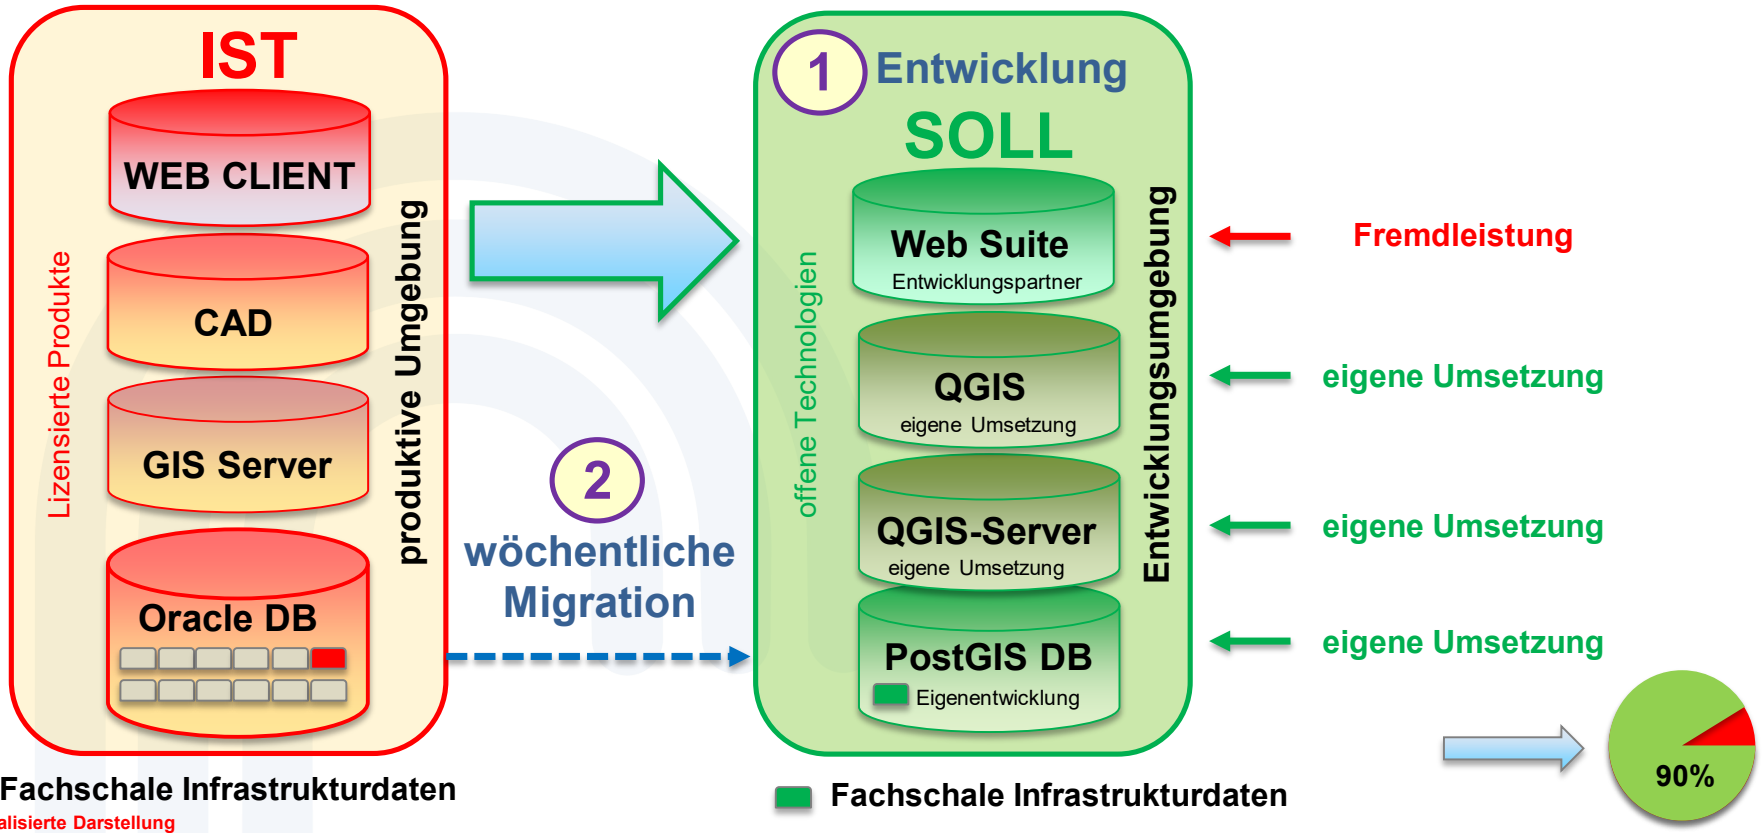 IST
WEB CLIENT
CAD
GIS Server
Oracle DB
Lizensierte Produkte
produktive Umgebung
Fachschale Infrastrukturdaten
alisierte Darstellung
2
wöchentliche
Migration
1
Entwicklung
SOLL
Web Suite
Entwicklungspartner
QGIS
eigene Umsetzung
QGIS-Server
eigene Umsetzung
PostGIS DB
Eigenentwicklung
offene Technologien
Entwicklungsumgebung
Fachschale Infrastrukturdaten
Fremdleistung
eigene Umsetzung
eigene Umsetzung
eigene Umsetzung
90%